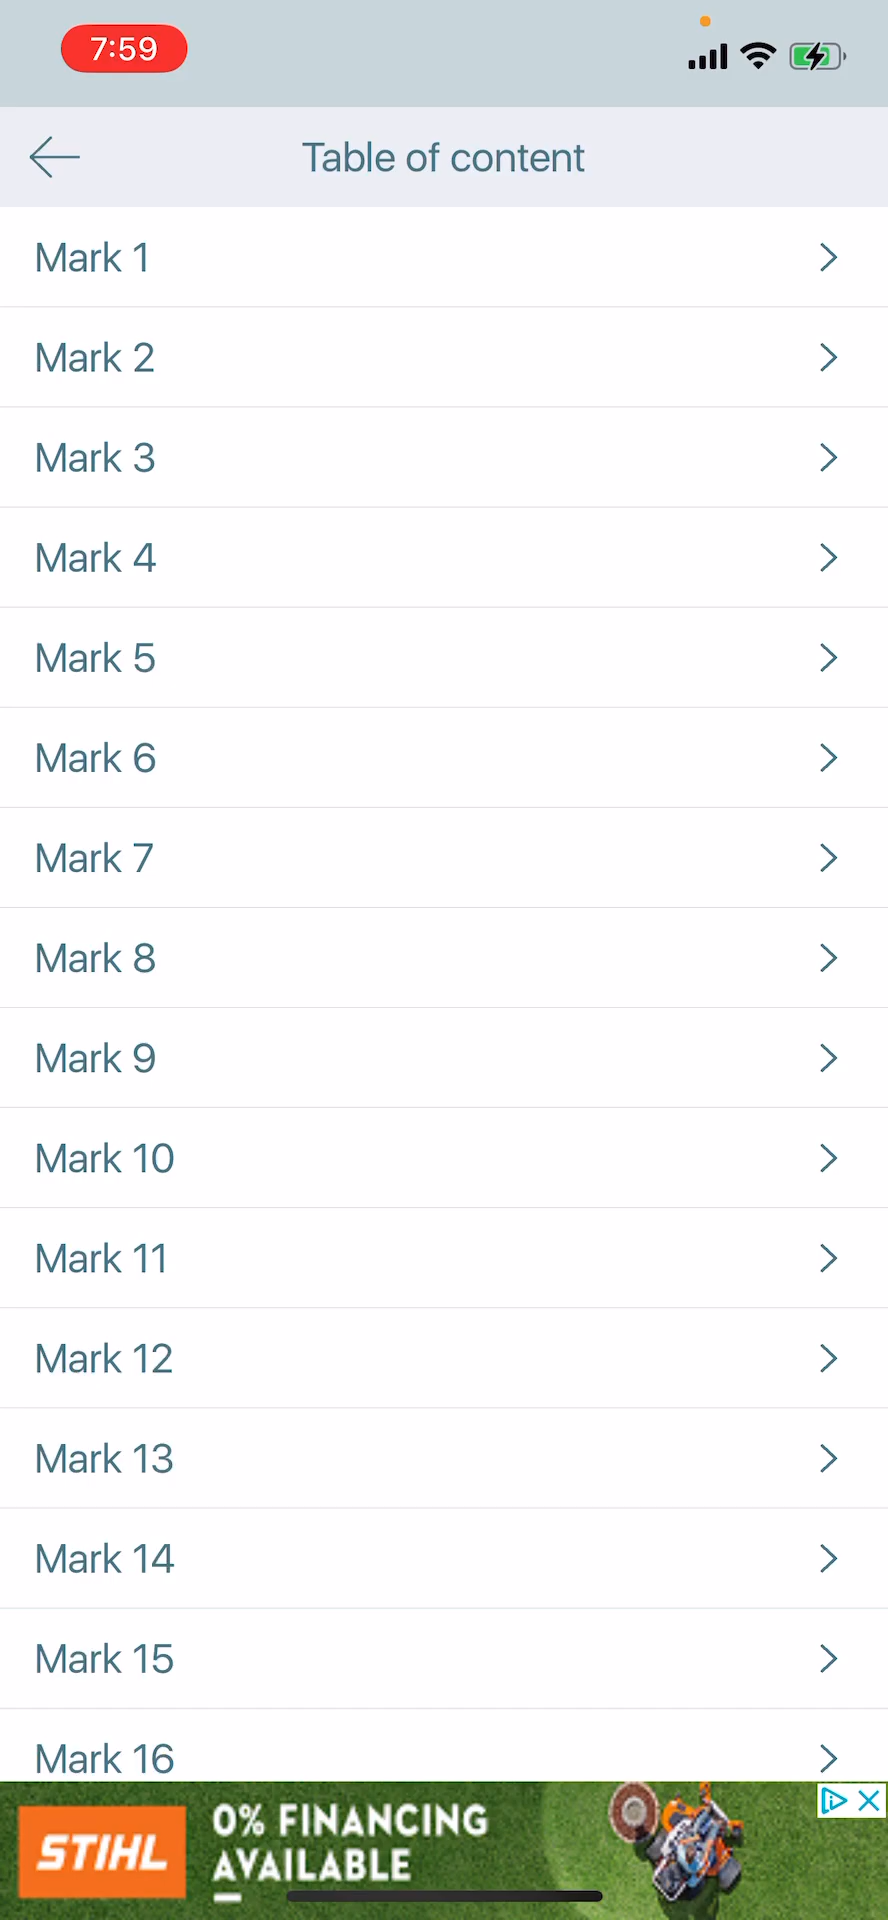 7:59
Table of content
Mark 1
Mark 2
Mark 3
Mark 4
Mark 5
Mark 6
Mark 7
Mark 8
Mark 9
Mark 10
Mark 11
Mark 12
Mark 13
Mark 14
Mark 15
Mark 16
STIHL
0% FINANCING
AVAILABLE